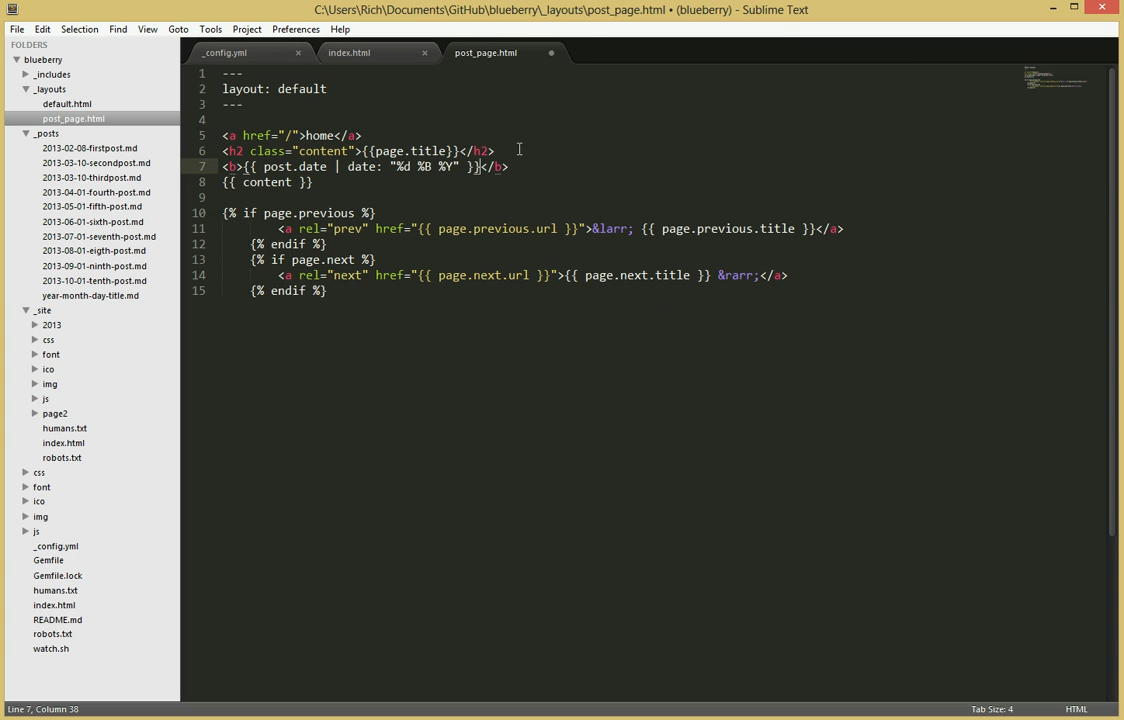 C:\Users\Rich\Documents\GitHub\blueberry\_layouts\post_page.html • (blueberry) - Sublime Text
File Edit Selection Find View Goto Tools Project Preferences Help
FOLDERS
blueberry
_includes
_layouts
default.html
post_page.html
_posts
2013-02-08-firstpost.md
2013-03-10-secondpost.md
2013-03-10-thirdpost.md
2013-04-01-fourth-post.md
2013-05-01-fifth-post.md
2013-06-01-sixth-post.md
2013-07-01-seventh-post.md
2013-08-01-eigth-post.md
2013-09-01-ninth-post.md
2013-10-01-tenth-post.md
year-month-day-title.md
_site
2013
css
font
ico
img
js
page2
humans.txt
index.html
robots.txt
css
font
ico
img
js
_config.yml
Gemfile
Gemfile.lock
humans.txt
index.html
README.md
robots.txt
watch.sh
_config.yml × index.html × post_page.html
1 ---
2 layout: default
3 ---
4
5 <a href="/">home</a>
6 <h2 class="content">{{page.title}}</h2>
7 <b>{{ post.date | date: "%d %B %Y" }}</b>
8 {{ content }}
9
10 {% if page.previous %}
11 <a rel="prev" href="{{ page.previous.url }}">&larr; {{ page.previous.title }}</a>
12 {% endif %}
13 {% if page.next %}
14 <a rel="next" href="{{ page.next.url }}">{{ page.next.title }} &rarr;</a>
15 {% endif %}
Line 7, Column 38 Tab Size: 4 HTML